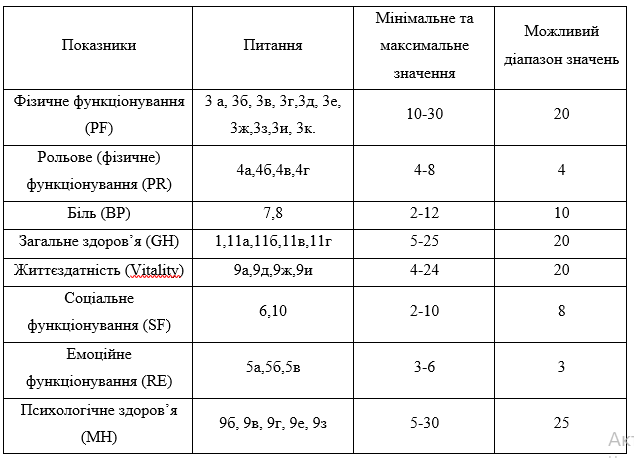 Показники
Питання
Мінімальне та
максимальне
значення
Можливий
діапазон значень
Фізичне функціонування
(PF)
3 а, 3б, 3в, 3г,3д, 3е,
3ж,3з,3и, 3к.
10-30
20
Рольове (фізичне)
функціонування (PR)
4а,4б,4в,4г
4-8
4
Біль (BP)
7,8
2-12
10
Загальне здоров’я (GH)
1,11а,11б,11в,11г
5-25
20
Життєздатність (Vitality)
9а,9д,9ж,9и
4-24
20
Соціальне
функціонування (SF)
6,10
2-10
8
Емоційне
функціонування (RE)
5а,5б,5в
3-6
3
Психологічне здоров’я
(MH)
9б, 9в, 9г, 9е, 9з
5-30
25
Ак